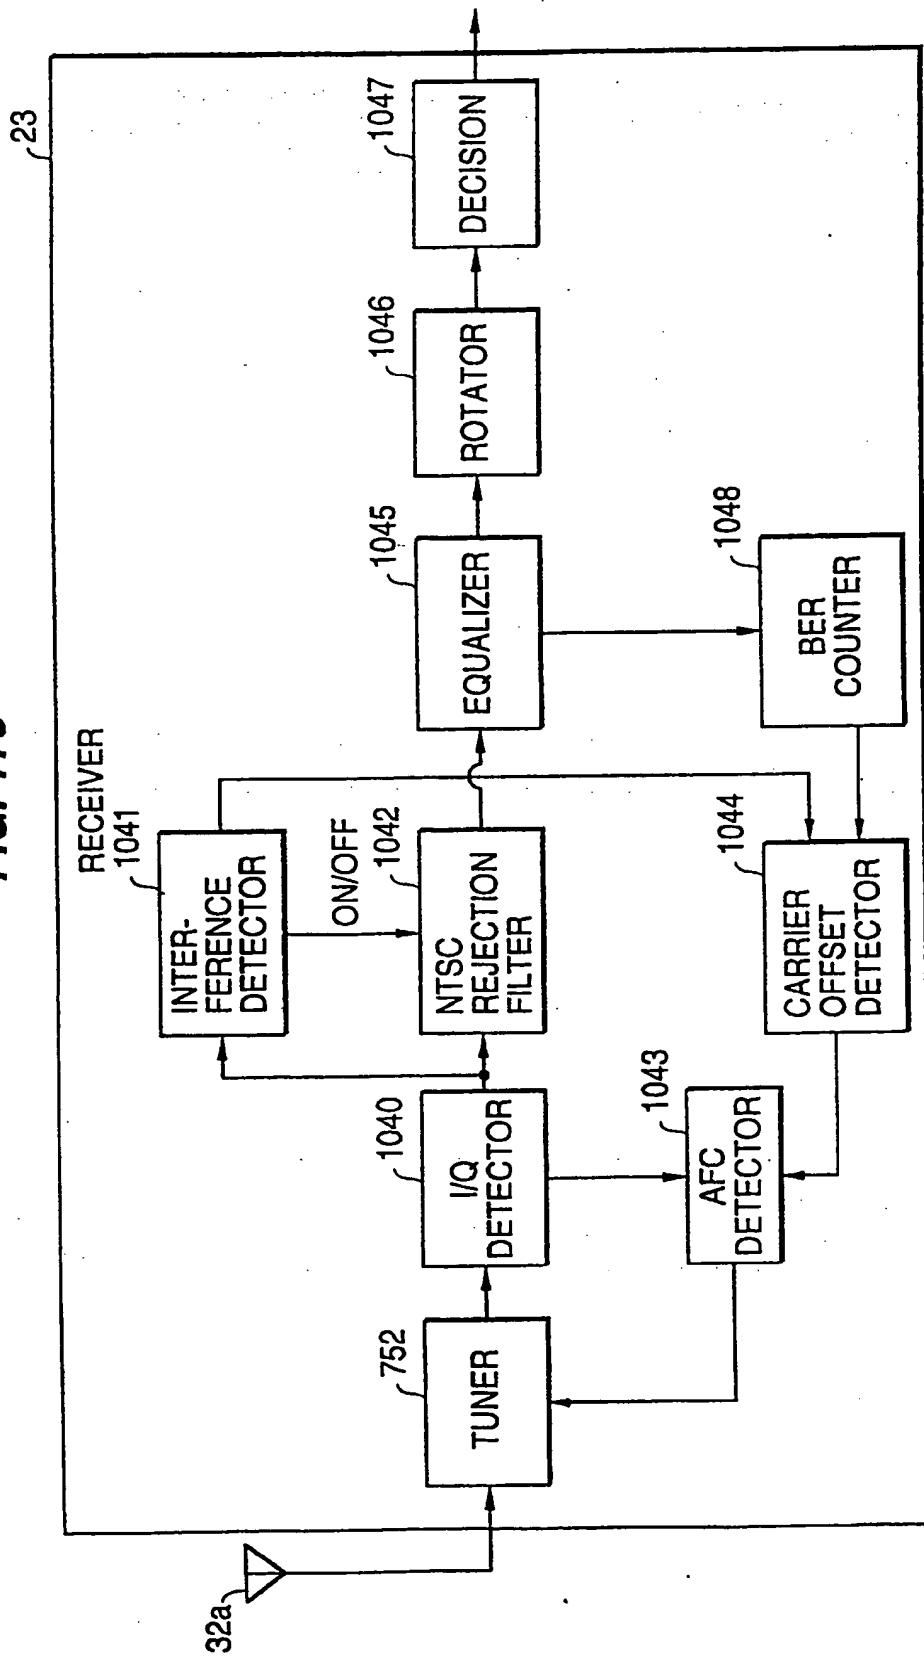 23
RECEIVER
1041
INTER-
FERENCE
DETECTOR
ON/OFF
32a
752
TUNER
1040
I/Q
DETECTOR
1042
NTSC
REJECTION
FILTER
1045
EQUALIZER
1046
ROTATOR
1047
DECISION
1043
AFC
DETECTOR
1044
CARRIER
OFFSET
DETECTOR
1048
BER
COUNTER